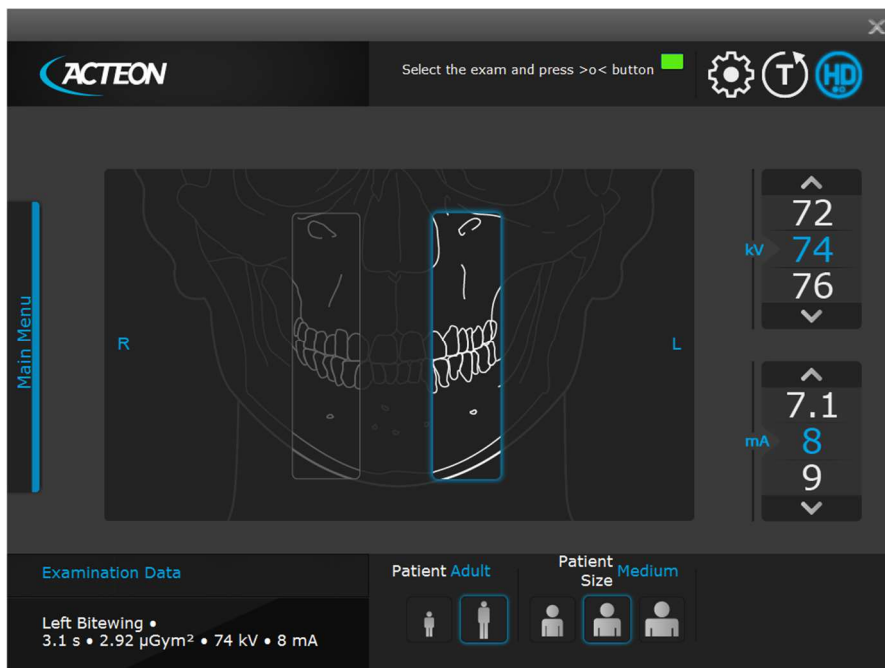 ACTEON
Select the exam and press >o< button
T
HD
Main Menu
R
L
kV
72
74
76
mA
7.1
8
9
Examination Data
Left Bitewing •
3.1 s • 2.92 µGym² • 74 kV • 8 mA
Patient Adult
Patient Size Medium